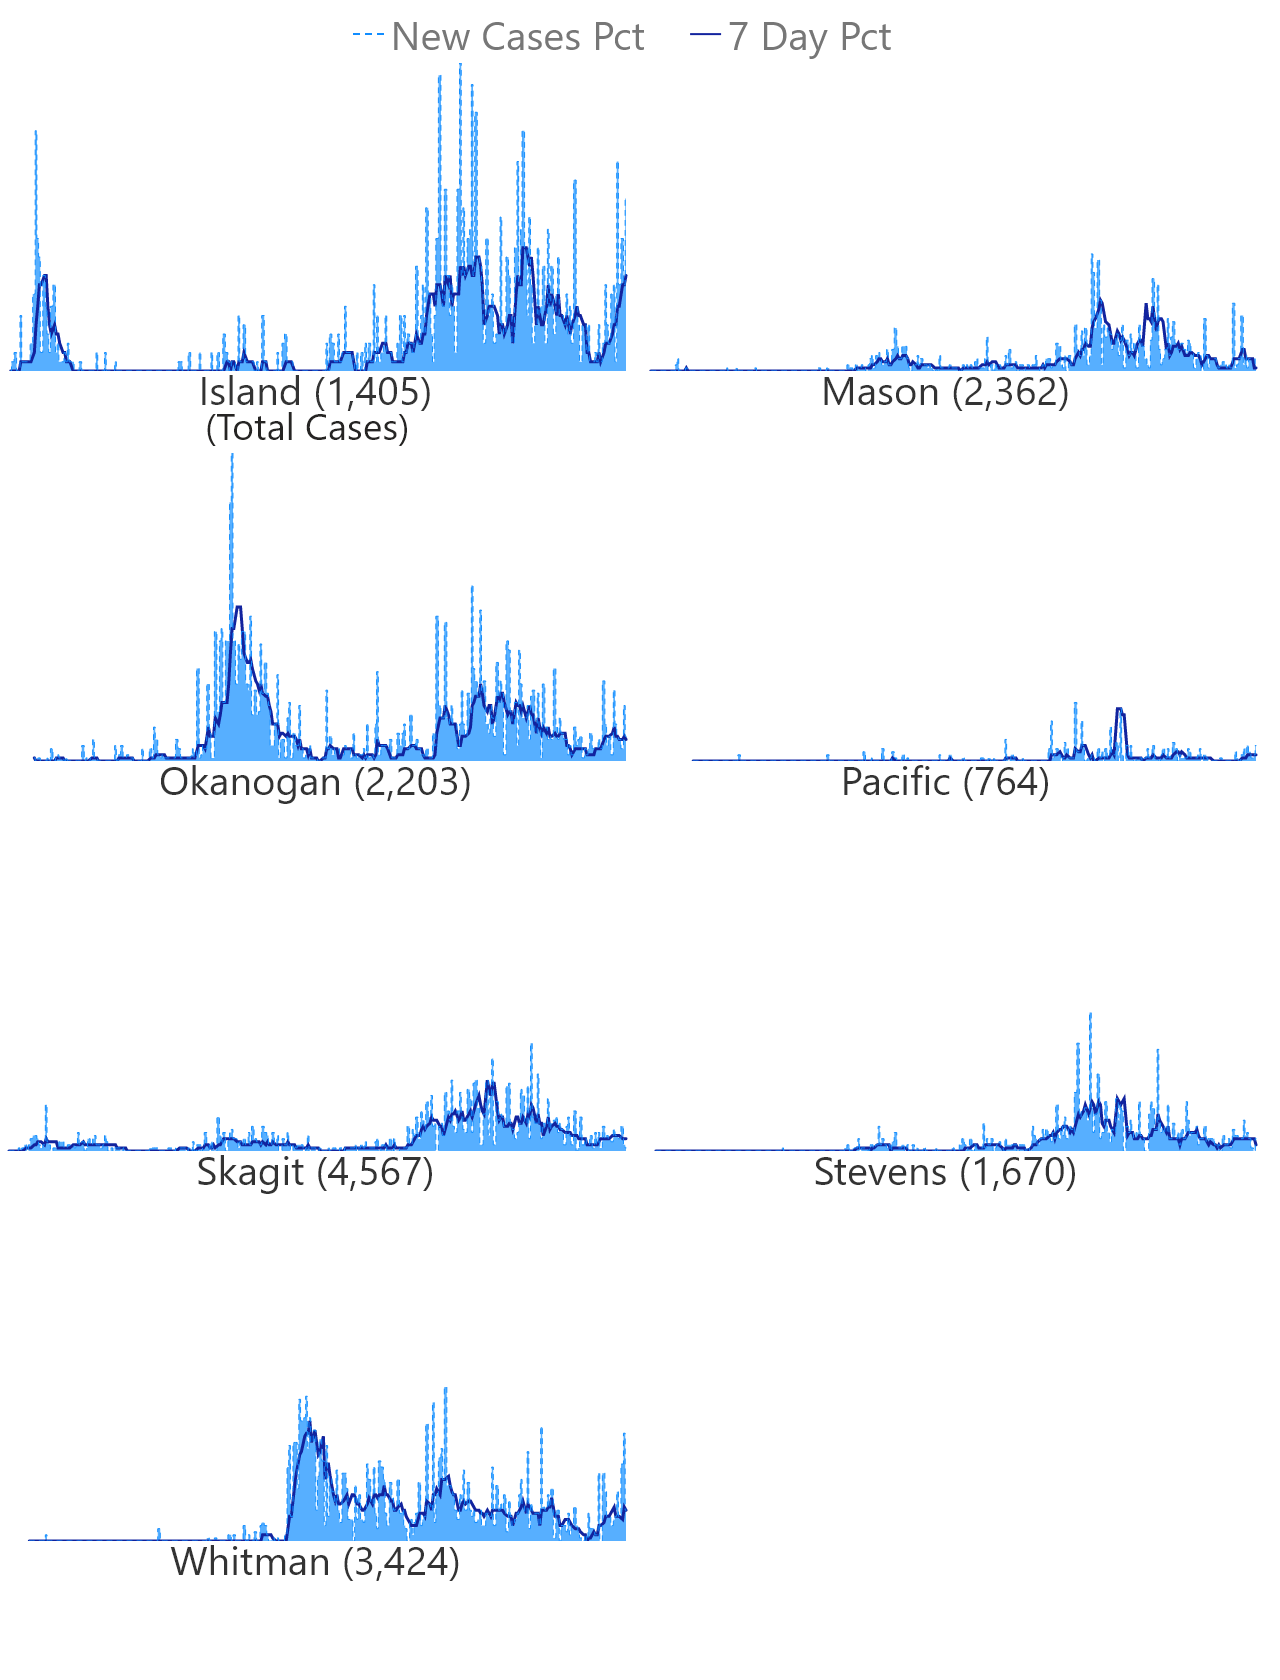 New Cases Pct 7 Day Pct
Island (1,405) Mason (2,362)
(Total Cases)
Okanogan (2,203) Pacific (764)
Skagit (4,567) Stevens (1,670)
Whitman (3,424)